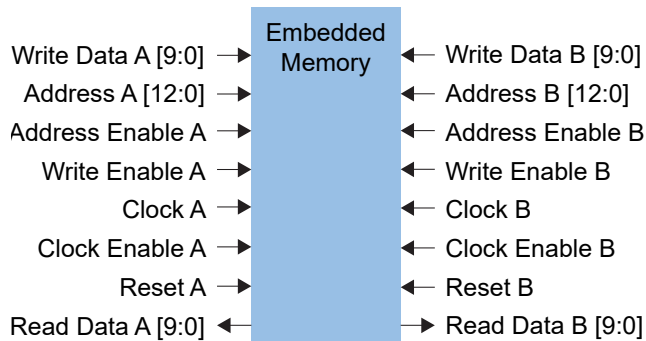 Embedded
Memory
Write Data A [9:0]
Address A [12:0]
Address Enable A
Write Enable A
Clock A
Clock Enable A
Reset A
Read Data A [9:0]
Write Data B [9:0]
Address B [12:0]
Address Enable B
Write Enable B
Clock B
Clock Enable B
Reset B
Read Data B [9:0]